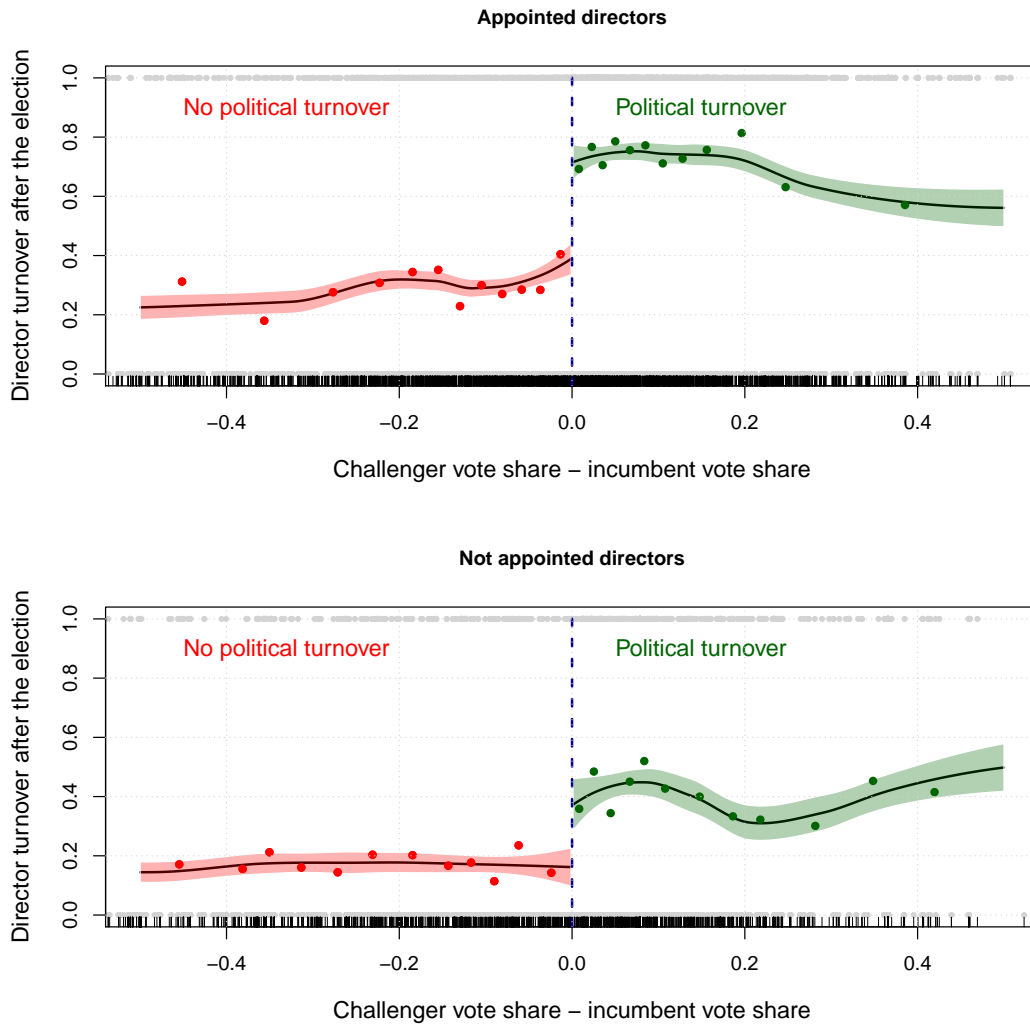 Appointed directors
Director turnover after the election
1.0
0.8
0.6
0.4
0.2
0.0
No political turnover
Political turnover
−0.4
−0.2
0.0
0.2
0.4
Challenger vote share − incumbent vote share
Not appointed directors
Director turnover after the election
1.0
0.8
0.6
0.4
0.2
0.0
No political turnover
Political turnover
−0.4
−0.2
0.0
0.2
0.4
Challenger vote share − incumbent vote share